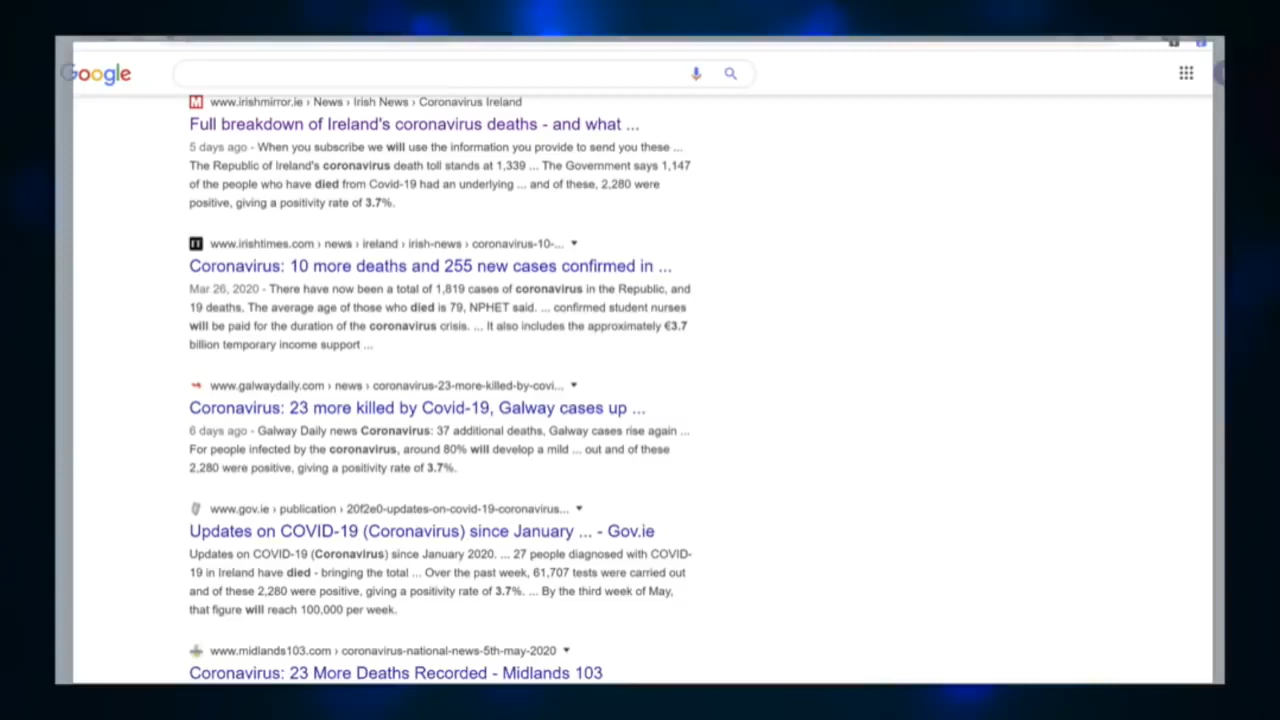 Google
www.irishmirror.ie › News › Irish News › Coronavirus Ireland
Full breakdown of Ireland's coronavirus deaths - and what ...
5 days ago - When you subscribe we will use the information you provide to send you these ...
The Republic of Ireland's coronavirus death toll stands at 1,339 ... The Government says 1,147
of the people who have died from Covid-19 had an underlying ... and of these, 2,280 were
positive, giving a positivity rate of 3.7%.
www.irishtimes.com › news › ireland › irish-news › coronavirus-10-...
Coronavirus: 10 more deaths and 255 new cases confirmed in ...
Mar 26, 2020 - There have now been a total of 1,819 cases of coronavirus in the Republic, and
19 deaths. The average age of those who died is 79, NPHET said. ... confirmed student nurses
will be paid for the duration of the coronavirus crisis. ... It also includes the approximately €3.7
billion temporary income support ...
www.galwaydaily.com › news › coronavirus-23-more-killed-by-covi...
Coronavirus: 23 more killed by Covid-19, Galway cases up ...
6 days ago - Galway Daily news Coronavirus: 37 additional deaths, Galway cases rise again ...
For people infected by the coronavirus, around 80% will develop a mild ... out and of these
2,280 were positive, giving a positivity rate of 3.7%.
www.gov.ie › publication › 20f2e0-updates-on-covid-19-coronavirus...
Updates on COVID-19 (Coronavirus) since January ... - Gov.ie
Updates on COVID-19 (Coronavirus) since January 2020. ... 27 people diagnosed with COVID-
19 in Ireland have died - bringing the total ... Over the past week, 61,707 tests were carried out
and of these 2,280 were positive, giving a positivity rate of 3.7%. ... By the third week of May,
that figure will reach 100,000 per week.
www.midlands103.com › coronavirus-national-news-5th-may-2020
Coronavirus: 23 More Deaths Recorded - Midlands 103